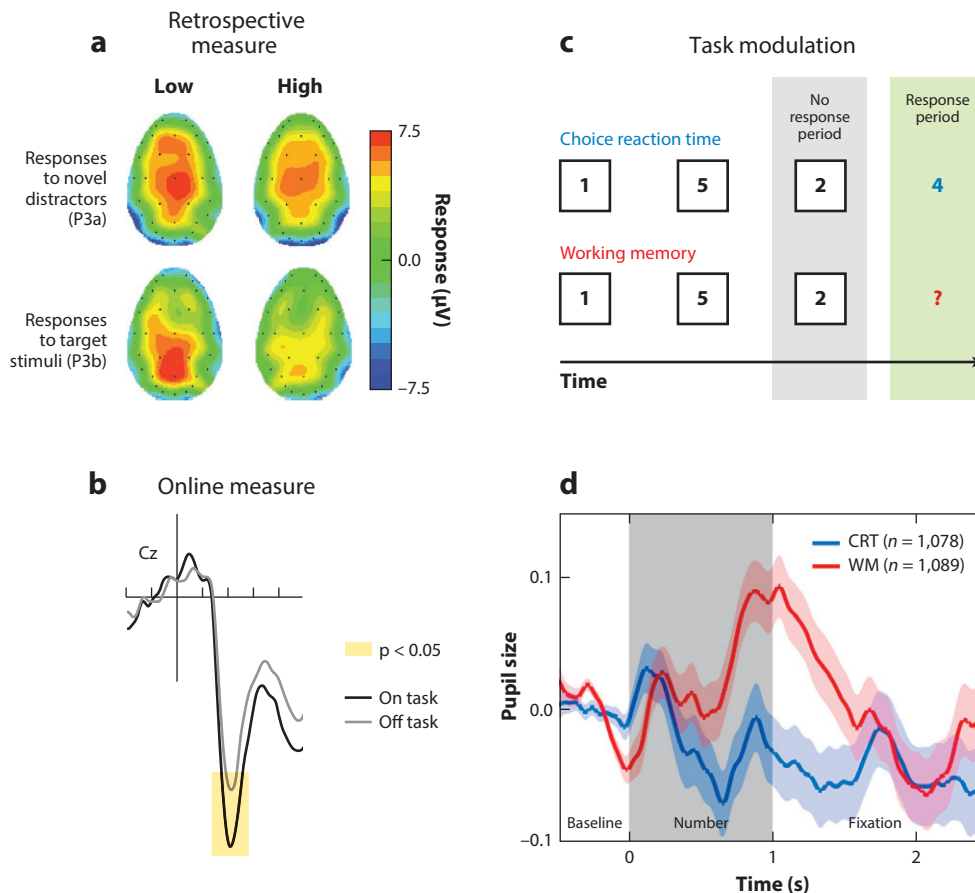 a
Retrospective
measure
Low
High
Responses
to novel
distractors
(P3a)
Responses
to target
stimuli (P3b)
7.5
0.0
–7.5
Response (μV)
b
Online measure
Cz
p < 0.05
On task
Off task
c
Task modulation
No
response
period
Response
period
Choice reaction time
1
5
2
4
Working memory
1
5
2
?
Time
d
CRT (n = 1,078)
WM (n = 1,089)
Pupil size
0.1
0.0
–0.1
Baseline
Number
Fixation
0
1
2
Time (s)